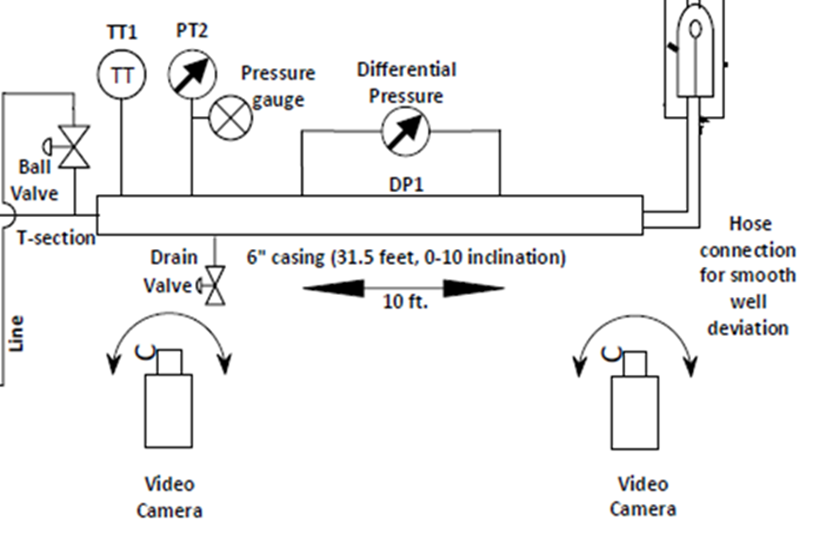 TT1
PT2
TT
Pressure
gauge
Differential
Pressure
DP1
Ball
Valve
T-section
Drain
Valve
6" casing (31.5 feet, 0-10 inclination)
10 ft.
Hose
connection
for smooth
well
deviation
Line
C
Video
Camera
C
Video
Camera